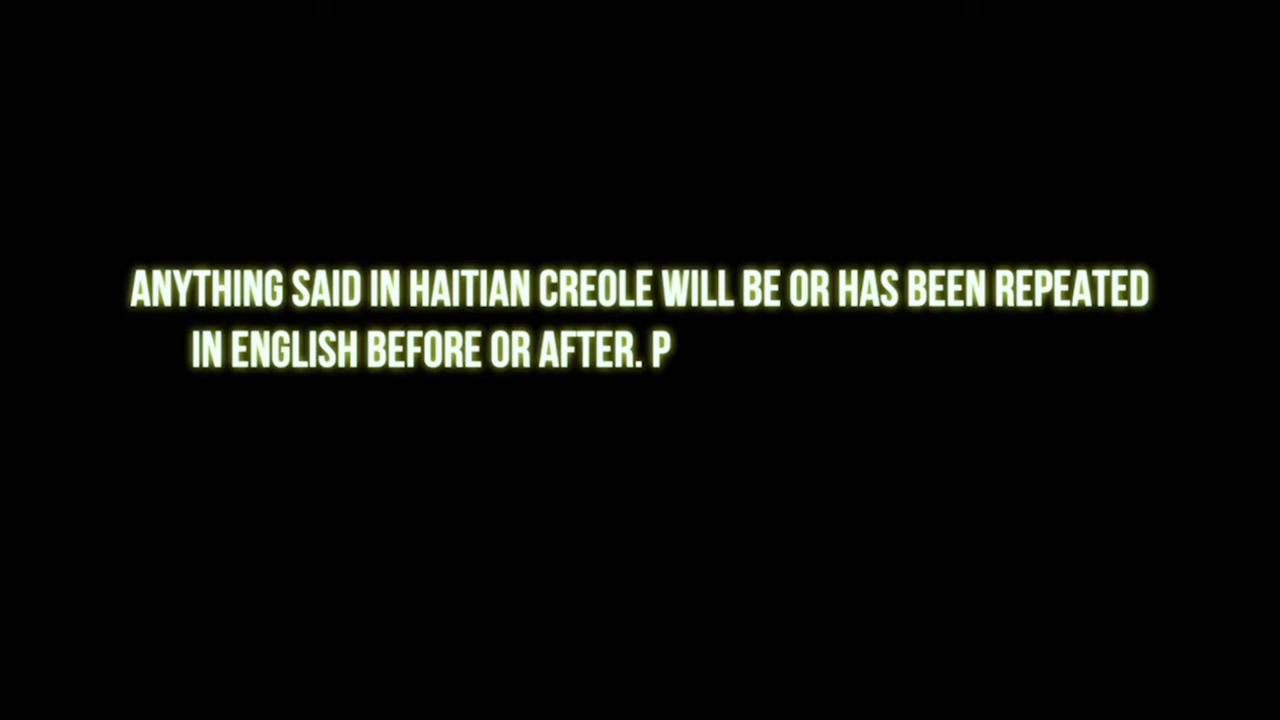 ANYTHING SAID IN HAITIAN CREOLE WILL BE OR HAS BEEN REPEATED
IN ENGLISH BEFORE OR AFTER. P